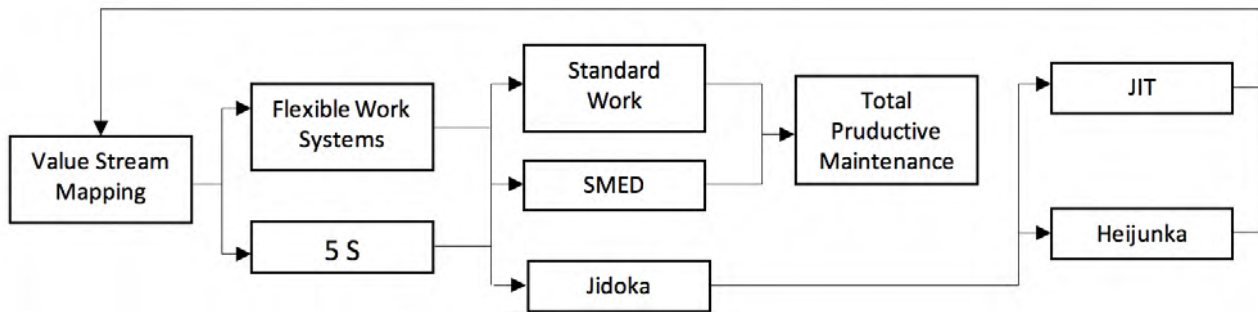 Value Stream
Mapping
Flexible Work
Systems
5 S
Standard
Work
SMED
Jidoka
Total
Pruductive
Maintenance
JIT
Heijunka